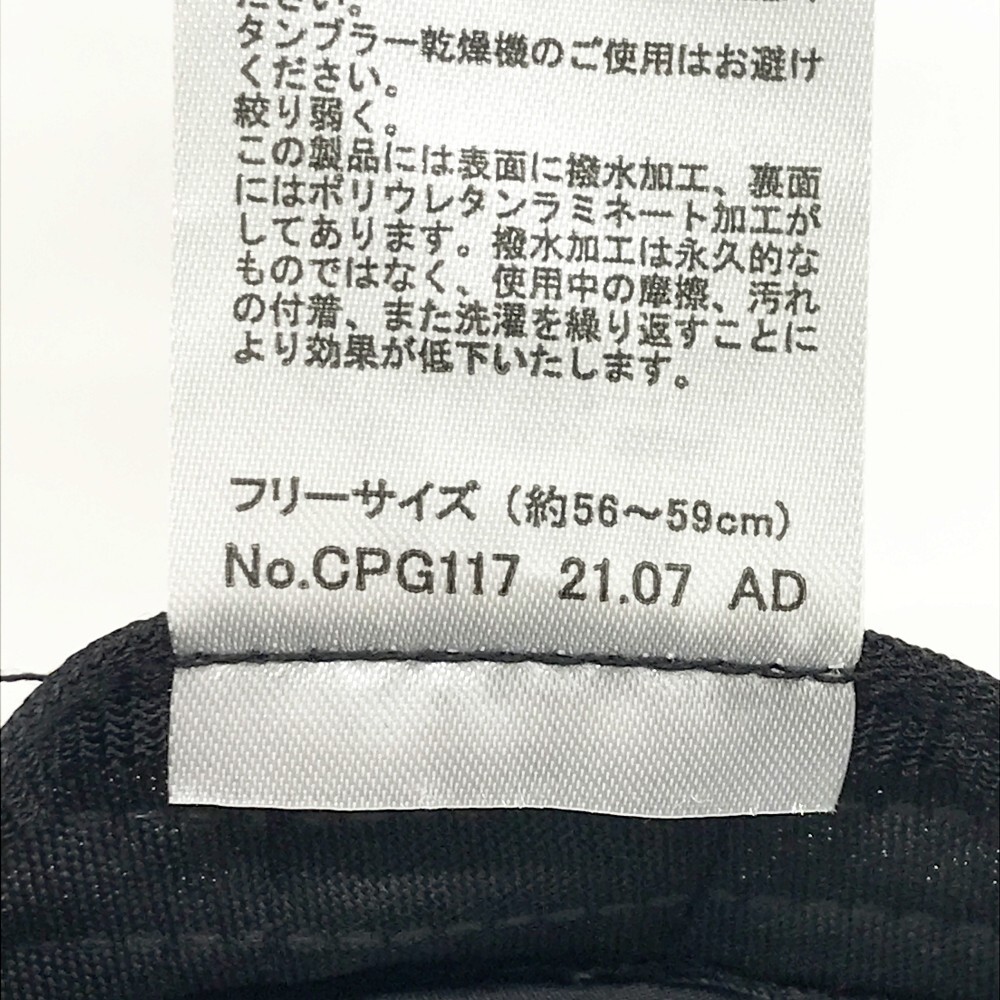 ださい。
タンブラー乾燥機のご使用はお避け
ください。
絞り弱く。
この製品には表面に撥水加工、裏面
にはポリウレタンラミネート加工が
してあります。撥水加工は永久的な
ものではなく、使用中の摩擦、汚れ
の付着、また洗濯を繰り返すことに
より効果が低下いたします。
フリーサイズ（約56～59cm）
No.CPG117 21.07 AD